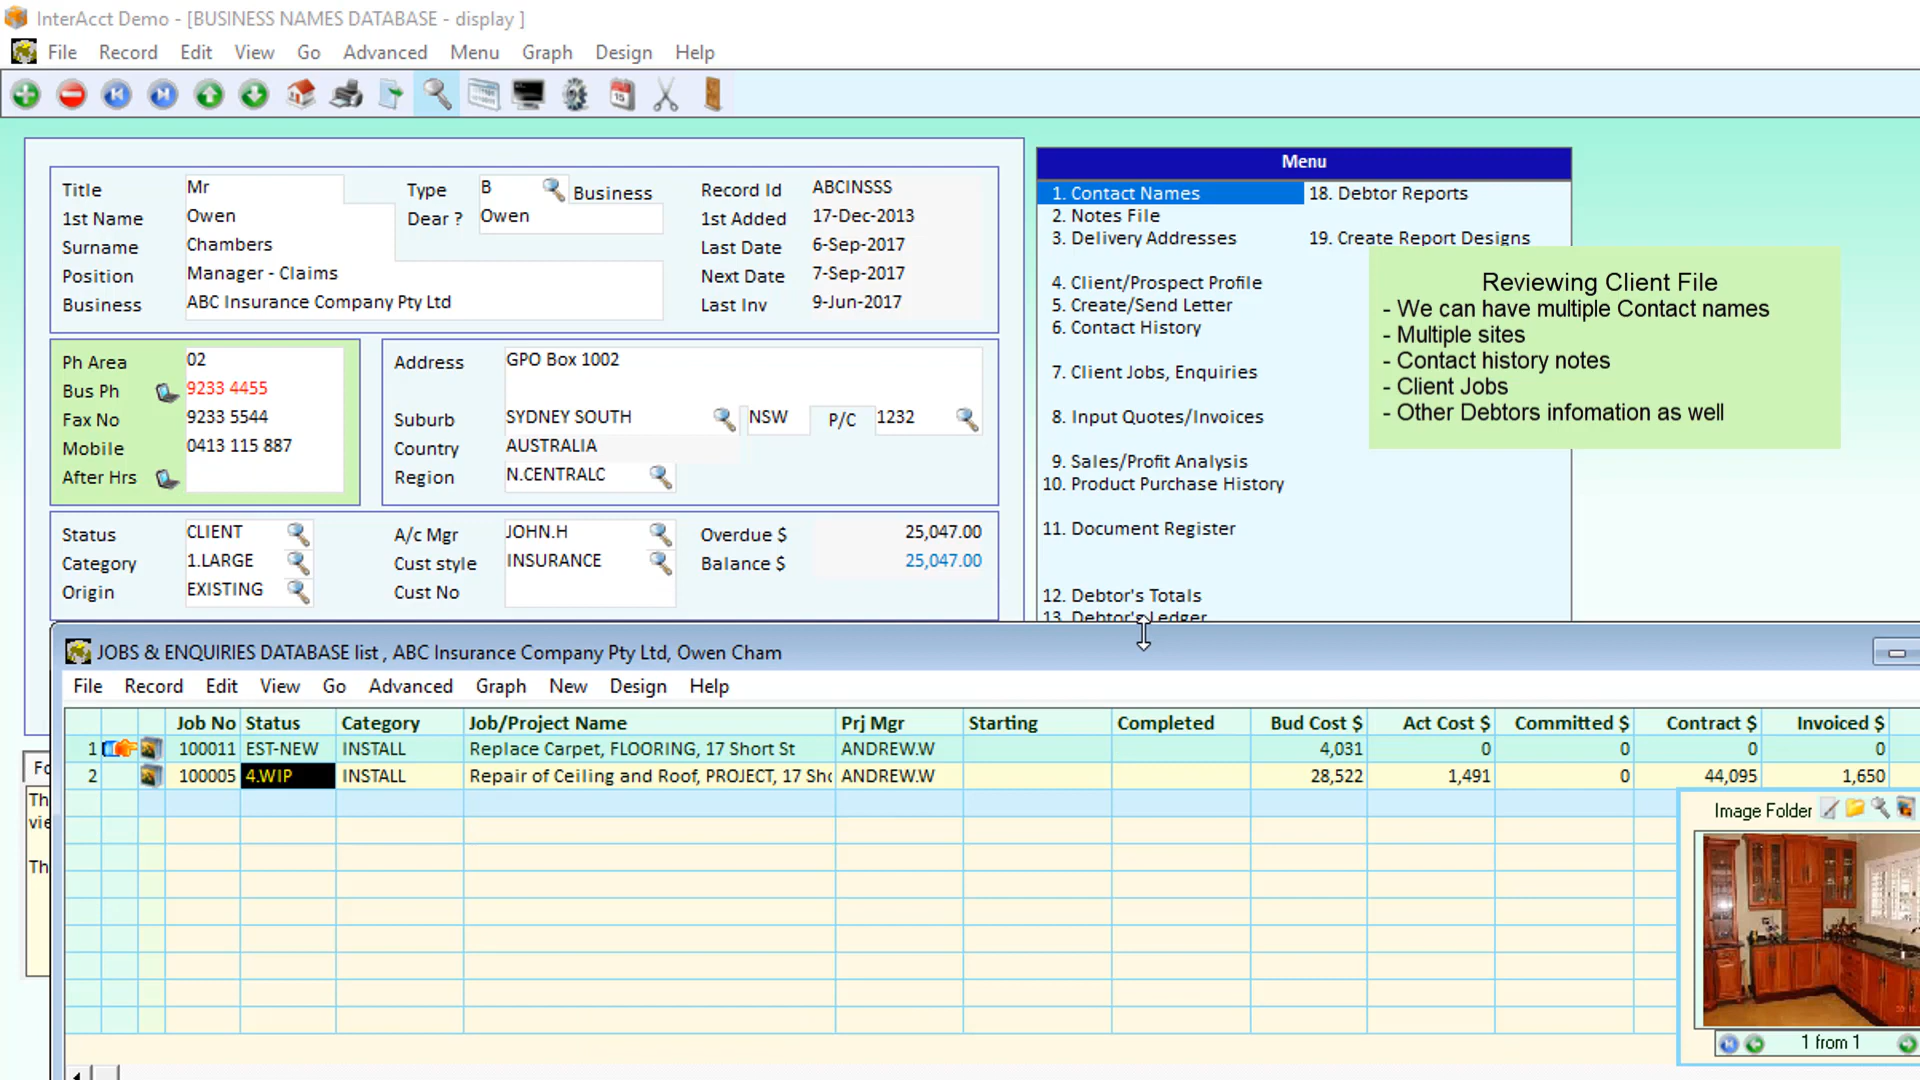 InterAcct Demo - [BUSINESS NAMES DATABASE - display ]
File Record Edit View Go Advanced Menu Graph Design Help
15
Title Mr Type B Business Record Id ABCINSSS
1st Name Owen Dear ? Owen 1st Added 17-Dec-2013
Surname Chambers Last Date 6-Sep-2017
Position Manager - Claims Next Date 7-Sep-2017
Business ABC Insurance Company Pty Ltd Last Inv 9-Jun-2017
Ph Area 02
Bus Ph 9233 4455
Fax No 9233 5544
Mobile 0413 115 887
After Hrs
Address GPO Box 1002
Suburb SYDNEY SOUTH NSW P/C 1232
Country AUSTRALIA
Region N.CENTRALC
Status CLIENT A/c Mgr JOHN.H Overdue $ 25,047.00
Category 1.LARGE Cust style INSURANCE Balance $ 25,047.00
Origin EXISTING Cust No
Menu
1. Contact Names 18. Debtor Reports
2. Notes File
3. Delivery Addresses 19. Create Report Designs
4. Client/Prospect Profile
5. Create/Send Letter
6. Contact History
7. Client Jobs, Enquiries
8. Input Quotes/Invoices
9. Sales/Profit Analysis
10. Product Purchase History
11. Document Register
12. Debtor's Totals
13. Debtor's Ledger
Reviewing Client File
- We can have multiple Contact names
- Multiple sites
- Contact history notes
- Client Jobs
- Other Debtors infomation as well
JOBS & ENQUIRIES DATABASE list , ABC Insurance Company Pty Ltd, Owen Cham
File Record Edit View Go Advanced Graph New Design Help
Job No Status Category Job/Project Name Prj Mgr Starting Completed Bud Cost $ Act Cost $ Committed $ Contract $ Invoiced $
1 100011 EST-NEW INSTALL Replace Carpet, FLOORING, 17 Short St ANDREW.W 4,031 0 0 0 0
2 100005 4.WIP INSTALL Repair of Ceiling and Roof, PROJECT, 17 Sho ANDREW.W 28,522 1,491 0 44,095 1,650
Fo
Th
vie
Th
Image Folder
1 from 1